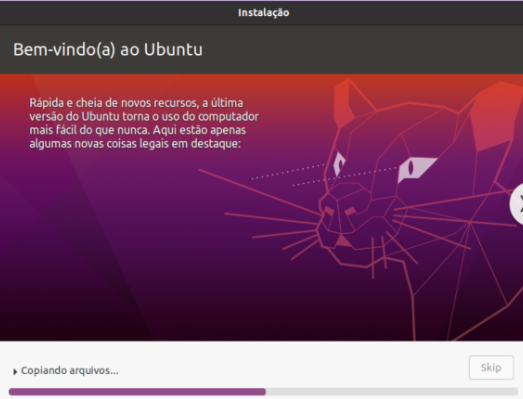 Instalação
Bem-vindo(a) ao Ubuntu
Rápida e cheia de novos recursos, a última
versão do Ubuntu torna o uso do computador
mais fácil do que nunca. Aqui estão apenas
algumas novas coisas legais em destaque:
Copiando arquivos...
Skip